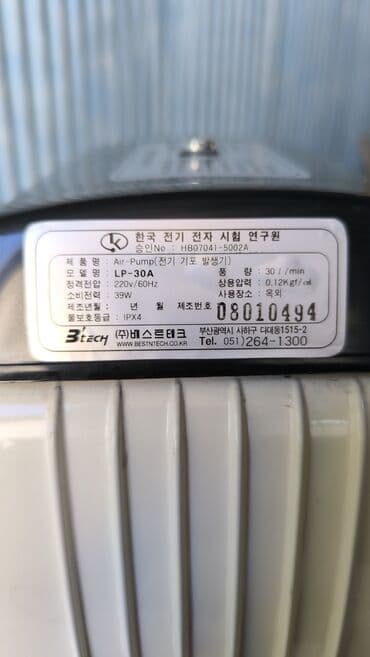 한국 전기 전자 시험 연구원
승인No : HB07041-5002A
제 품 명 : Air-Pump(전기 기포 발생기)
모 델 명 : LP-30A 풍 량 : 30ℓ/min
정격전압 : 220v/60Hz 상용압력 : 0.12Kgf/㎠
소비전력 : 39W 사용장소 : 옥외
제조년월 : 년 월 제조번호 08010494
물보호등급 : IPX4
B'TECH (주)베스트테크 부산광역시 사하구 다대동1515-2
WWW.BESTNTECH.CO.KR Tel. 051) 264-1300